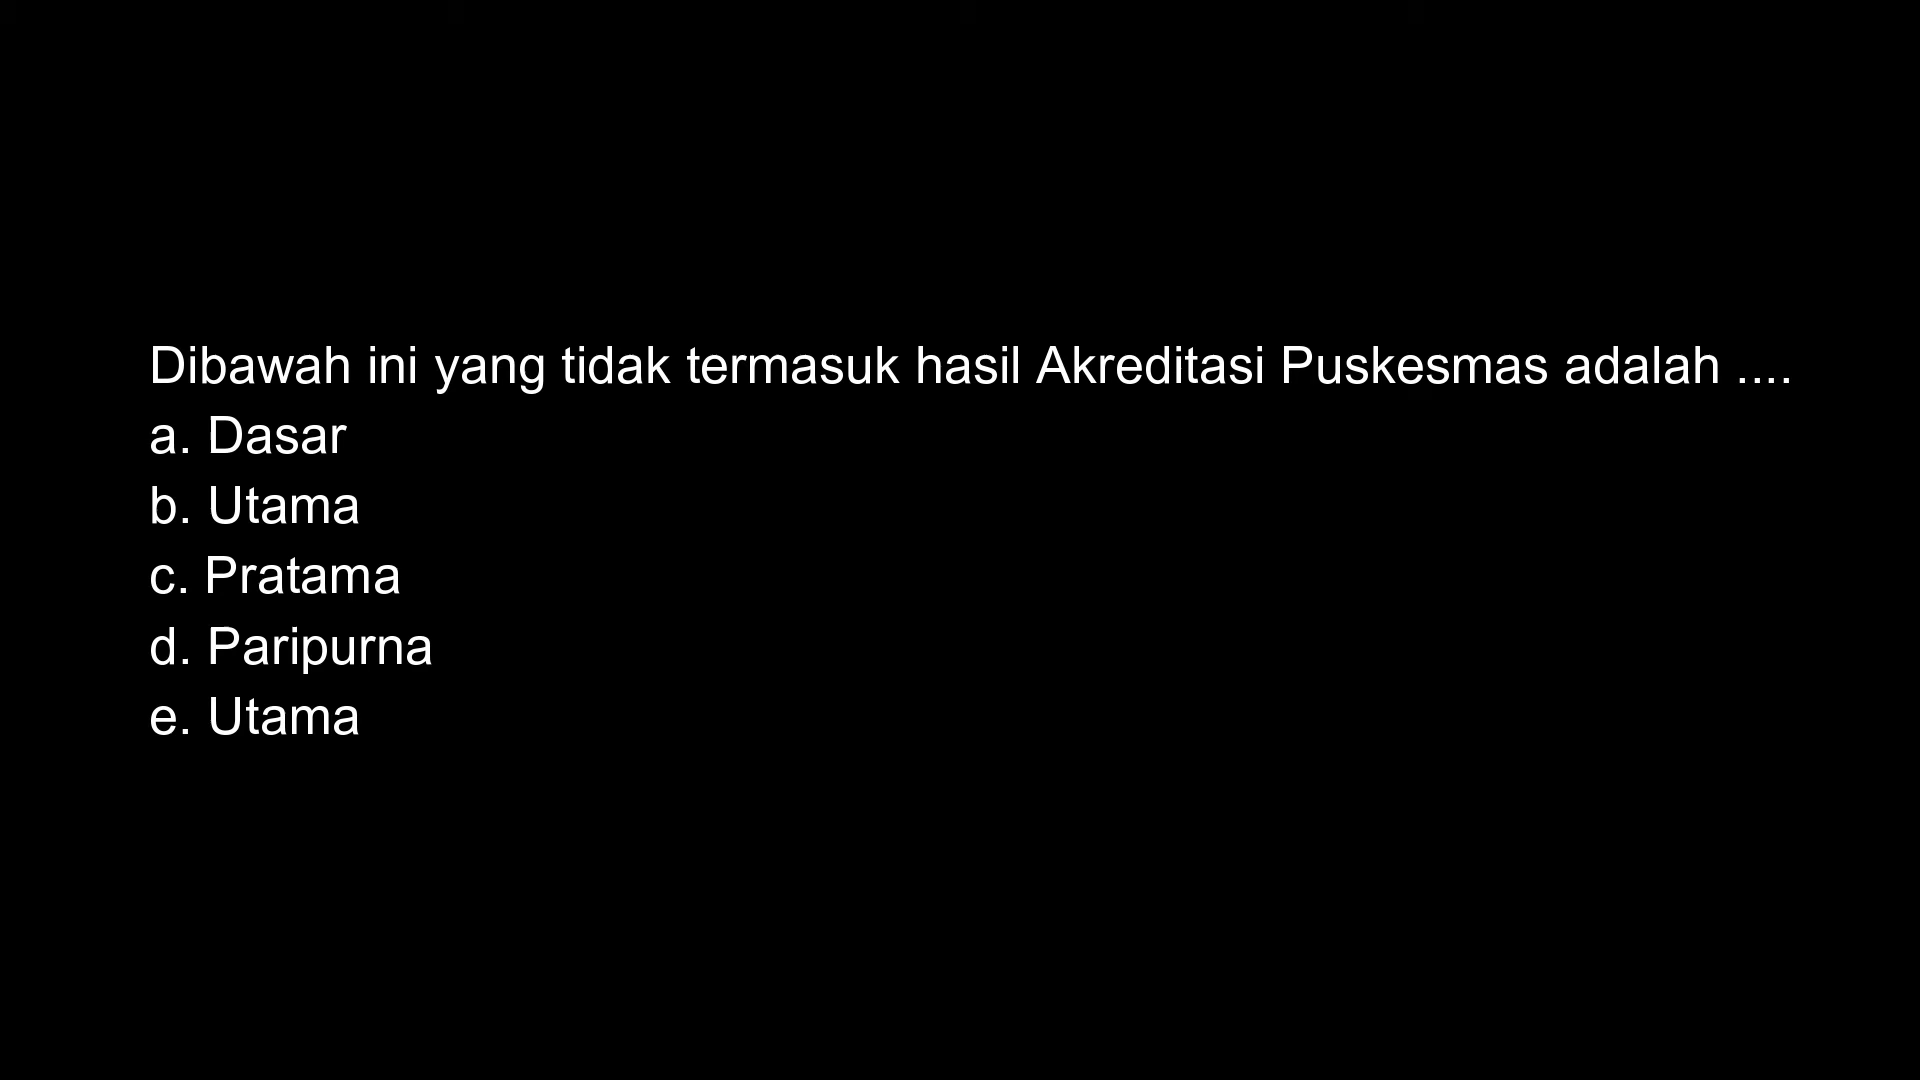 Dibawah ini yang tidak termasuk hasil Akreditasi Puskesmas adalah ....
a. Dasar
b. Utama
c. Pratama
d. Paripurna
e. Utama